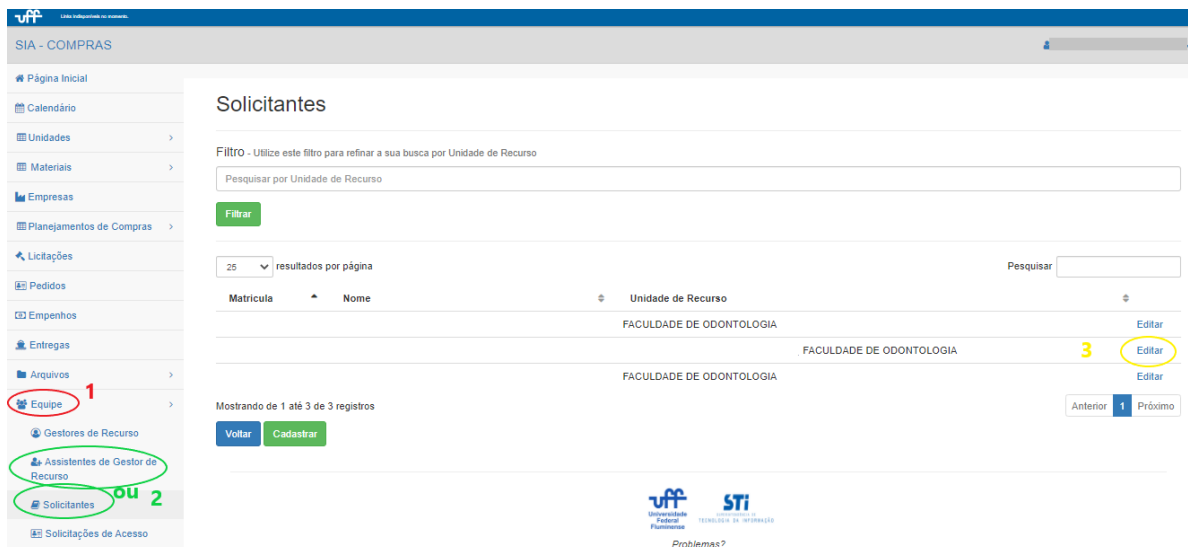 uff Links indisponíveis no momento.
SIA - COMPRAS
Página Inicial
Calendário
Unidades
Materiais
Empresas
Planejamentos de Compras
Licitações
Pedidos
Empenhos
Entregas
Arquivos
1
Equipe
Gestores de Recurso
Assistentes de Gestor de
Recurso
ou 2
Solicitantes
Solicitações de Acesso
Solicitantes
Filtro - Utilize este filtro para refinar a sua busca por Unidade de Recurso
Pesquisar por Unidade de Recurso
Filtrar
25 resultados por página
Pesquisar
Matricula Nome Unidade de Recurso
FACULDADE DE ODONTOLOGIA Editar
FACULDADE DE ODONTOLOGIA 3 Editar
FACULDADE DE ODONTOLOGIA Editar
Mostrando de 1 até 3 de 3 registros
Anterior 1 Próximo
Voltar Cadastrar
uff
Universidade
Federal
Fluminense
STi
TECNOLOGIA DA INFORMAÇÃO
Problemas?